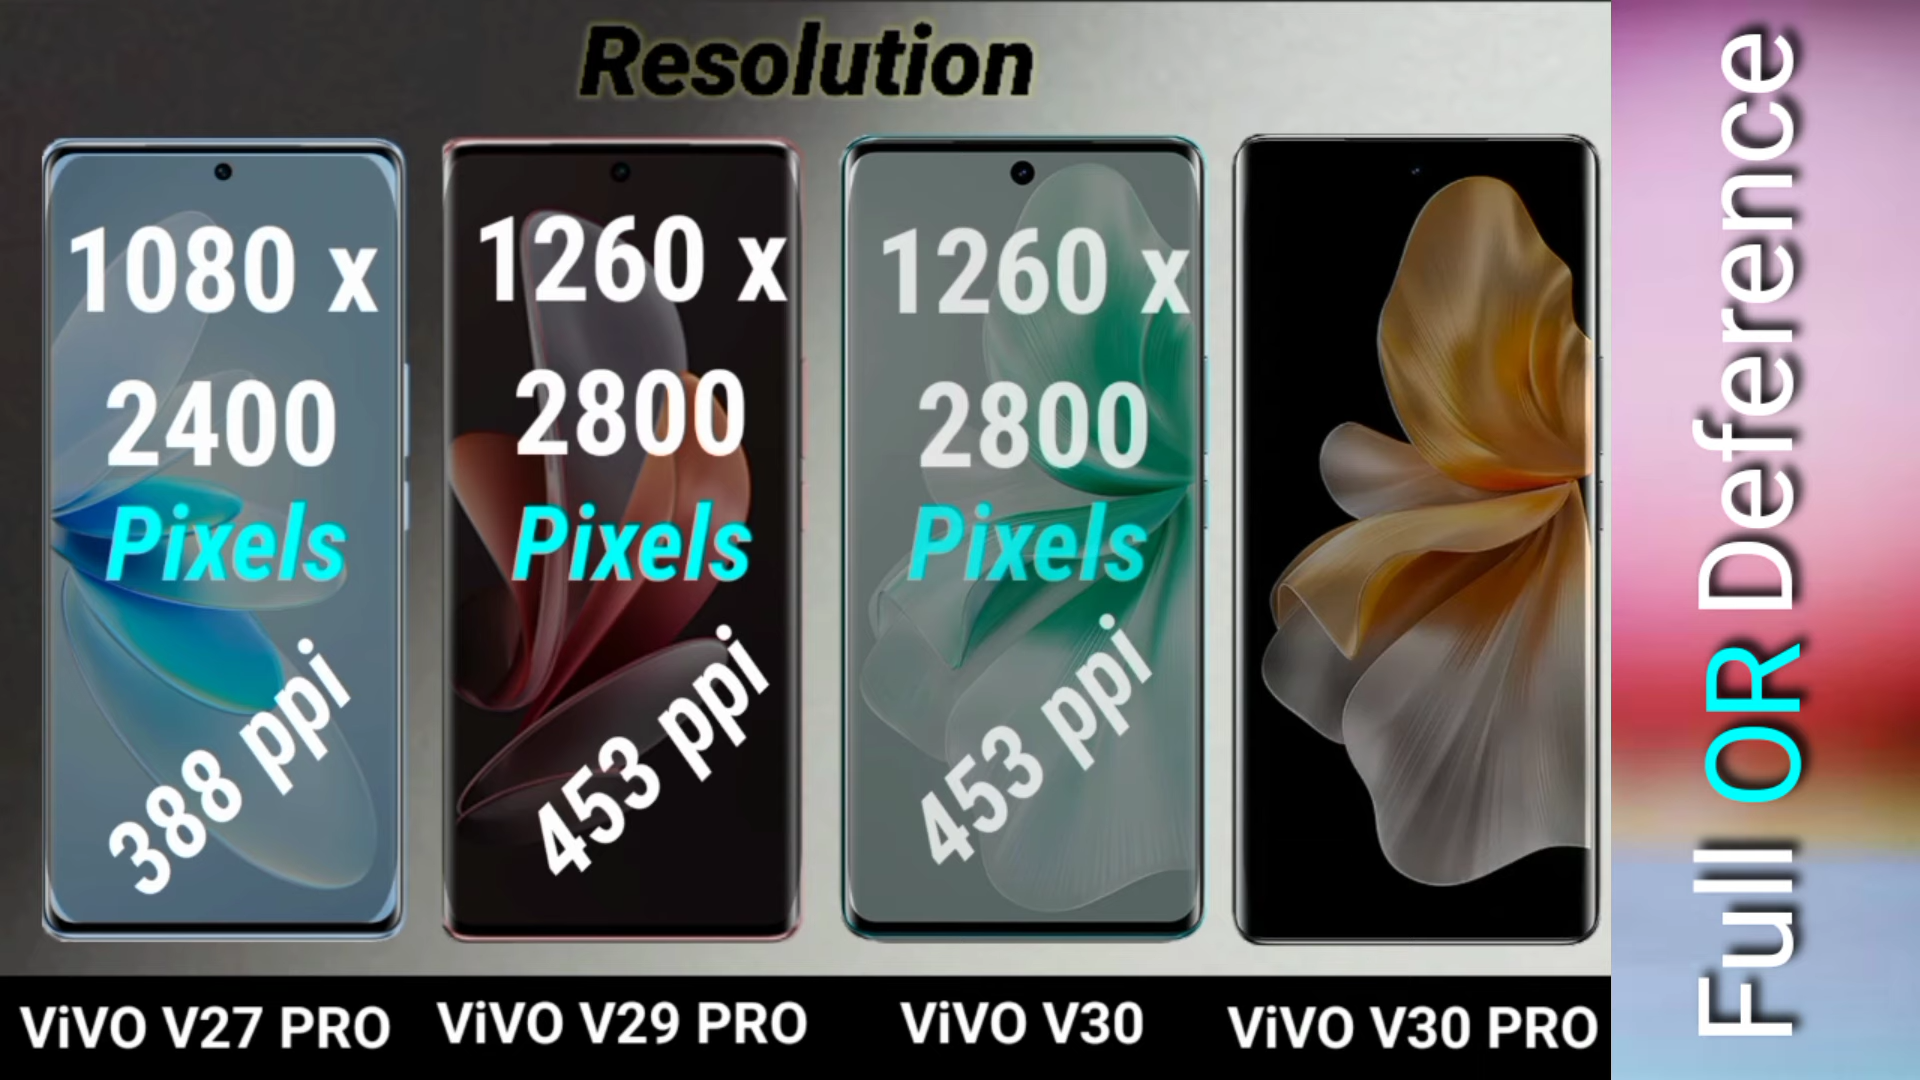 Resolution
1080 x
2400
Pixels
388 ppi
1260 x
2800
Pixels
453 ppi
1260 x
2800
Pixels
453 ppi
ViVO V27 PRO
ViVO V29 PRO
ViVO V30
ViVO V30 PRO
Full OR Deference